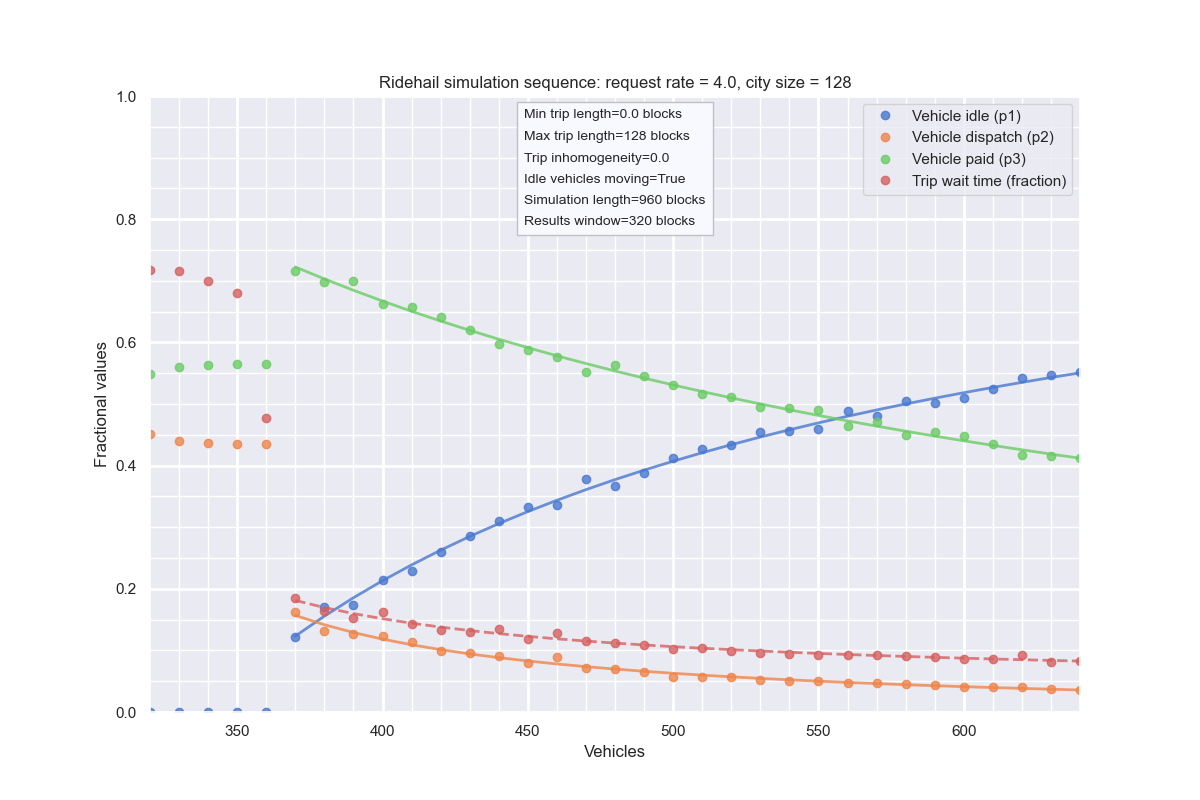 Ridehail simulation sequence: request rate = 4.0, city size = 128
Min trip length=0.0 blocks
Max trip length=128 blocks
Trip inhomogeneity=0.0
Idle vehicles moving=True
Simulation length=960 blocks
Results window=320 blocks
Vehicle idle (p1)
Vehicle dispatch (p2)
Vehicle paid (p3)
Trip wait time (fraction)
Fractional values
1.0
0.8
0.6
0.4
0.2
0.0
350 400 450 500 550 600
Vehicles